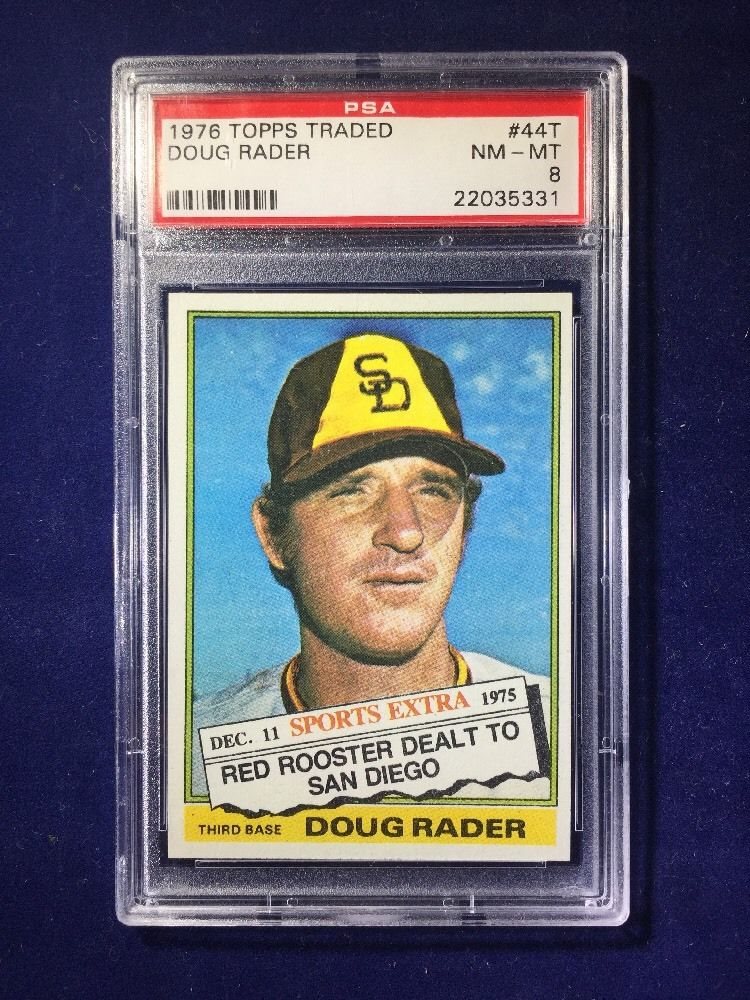 PSA
1976 TOPPS TRADED #44T
DOUG RADER NM – MT
8
22035331
SD
DEC. 11 SPORTS EXTRA 1975
RED ROOSTER DEALT TO
SAN DIEGO
THIRD BASE DOUG RADER